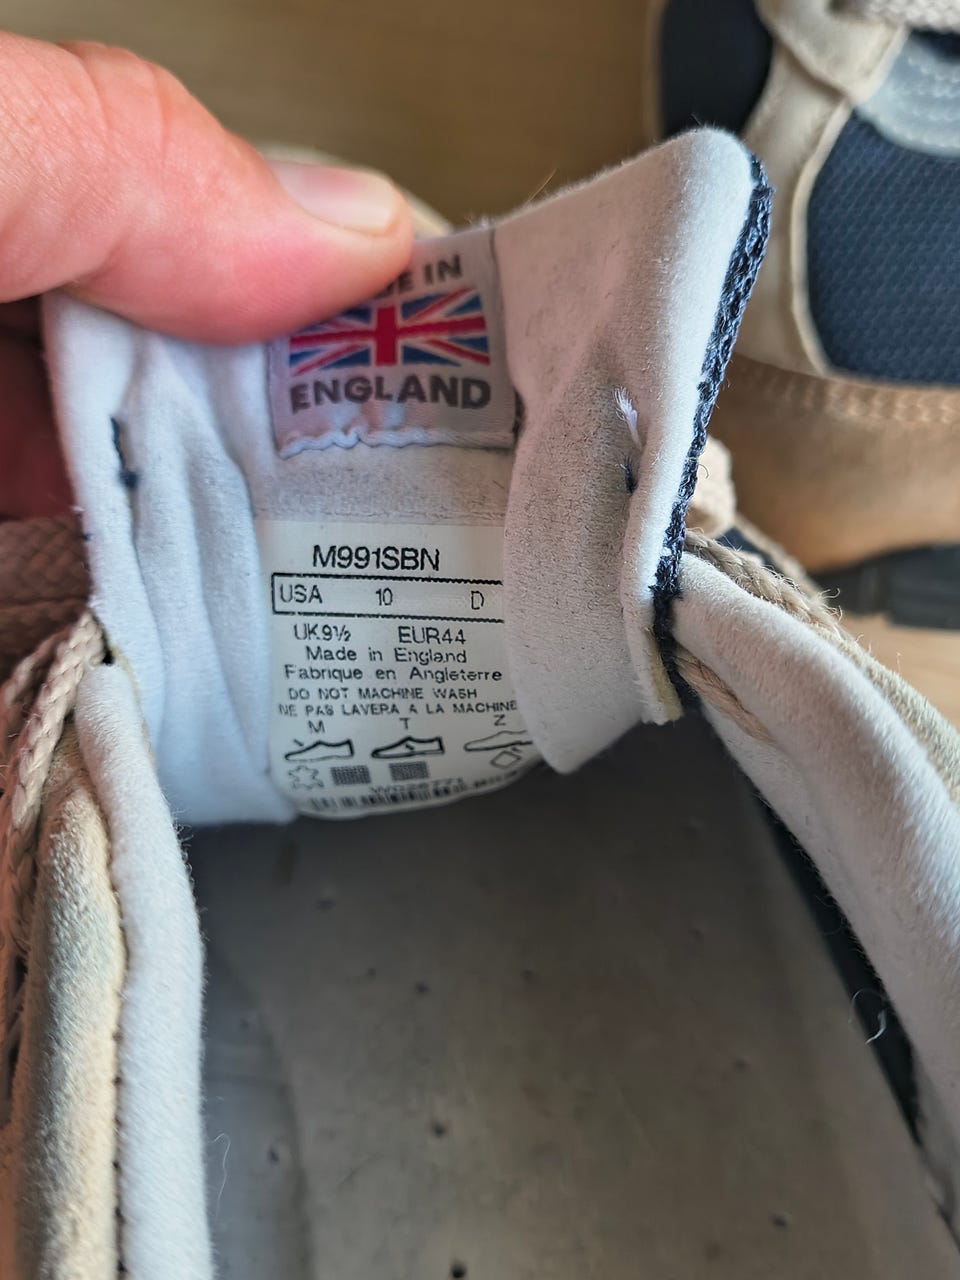 IN
ENGLAND
M991SBN
USA 10 D
UK9½ EUR44
Made in England
Fabrique en Angleterre
DO NOT MACHINE WASH
NE PAS LAVERA A LA MACHINE
M T Z